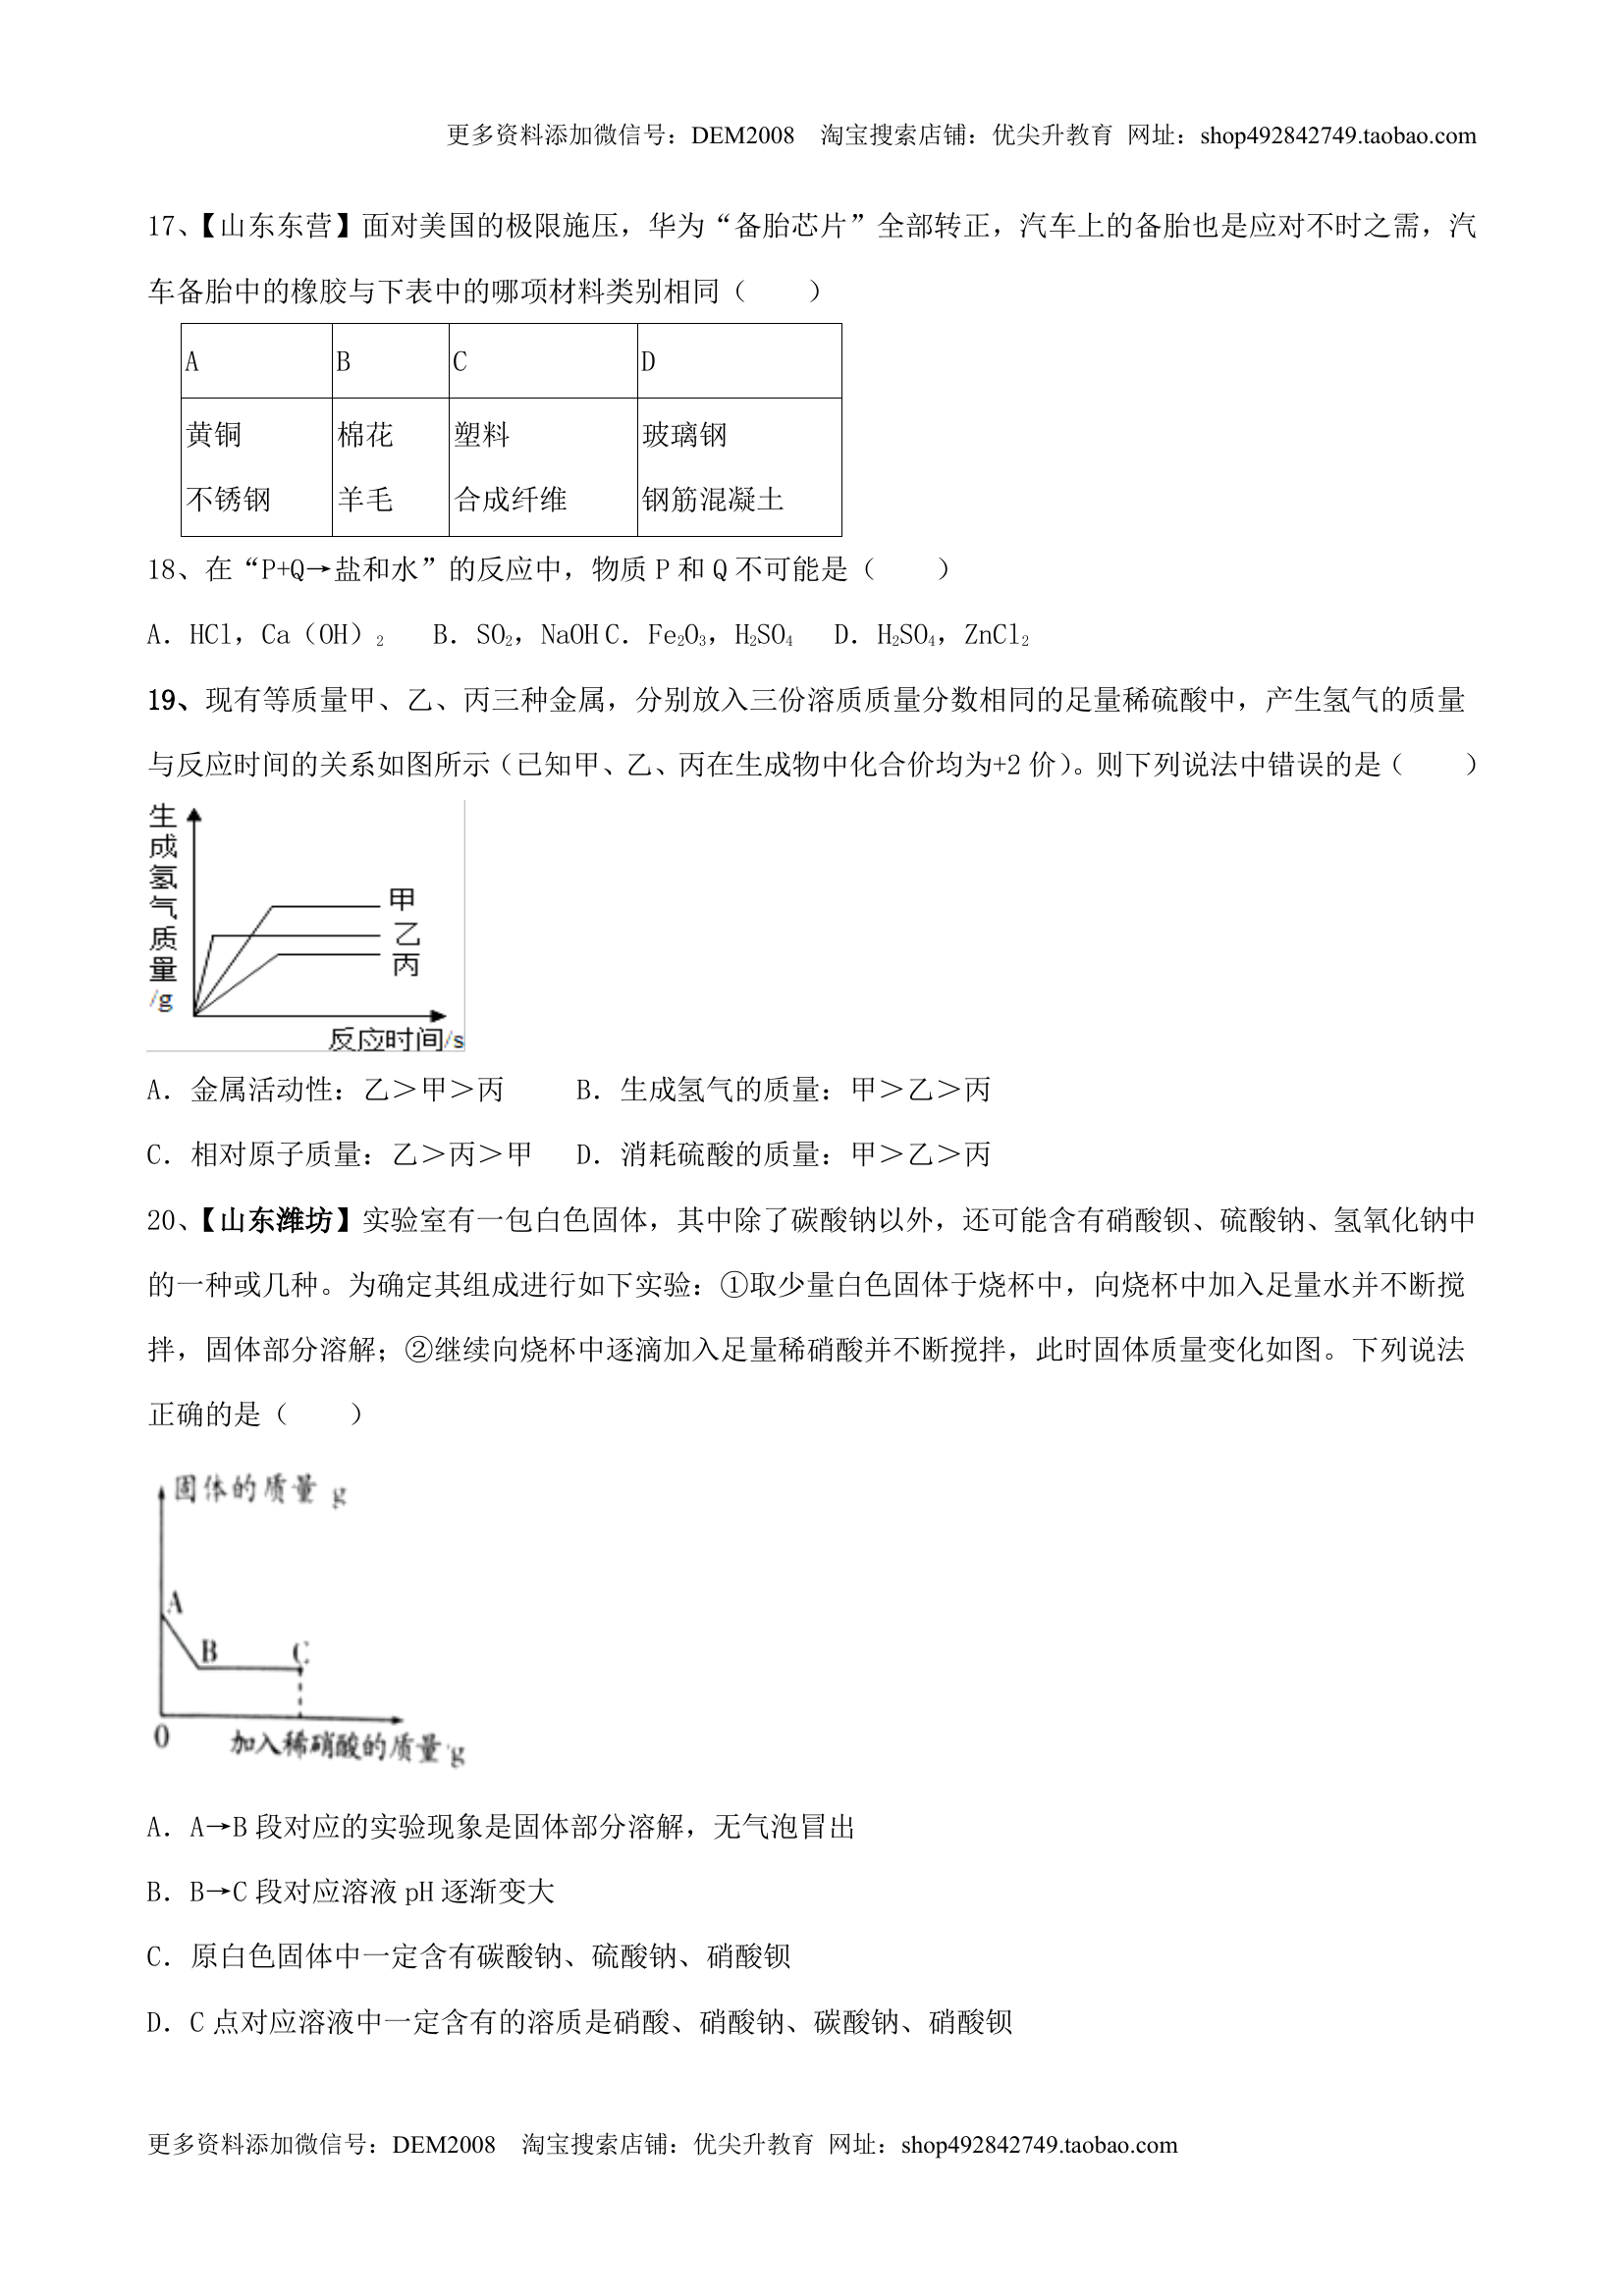 更多资料添加微信号：DEM2008　淘宝搜索店铺：优尖升教育 网址：shop492842749.taobao.com
17、【山东东营】面对美国的极限施压，华为“备胎芯片”全部转正，汽车上的备胎也是应对不时之需，汽
车备胎中的橡胶与下表中的哪项材料类别相同（　　）
A B C D
黄铜 棉花 塑料 玻璃钢
不锈钢 羊毛 合成纤维 钢筋混凝土
18、在“P+Q→盐和水”的反应中，物质 P 和 Q 不可能是（　　）
A．HCl，Ca（OH）₂　B．SO₂，NaOH C．Fe₂O₃，H₂SO₄　D．H₂SO₄，ZnCl₂
19、现有等质量甲、乙、丙三种金属，分别放入三份溶质质量分数相同的足量稀硫酸中，产生氢气的质量
与反应时间的关系如图所示（已知甲、乙、丙在生成物中化合价均为+2 价）。则下列说法中错误的是（　　）
生成氢气质量/g
甲
乙
丙
反应时间/s
A．金属活动性：乙＞甲＞丙　　B．生成氢气的质量：甲＞乙＞丙
C．相对原子质量：乙＞丙＞甲　D．消耗硫酸的质量：甲＞乙＞丙
20、【山东潍坊】实验室有一包白色固体，其中除了碳酸钠以外，还可能含有硝酸钡、硫酸钠、氢氧化钠中
的一种或几种。为确定其组成进行如下实验：①取少量白色固体于烧杯中，向烧杯中加入足量水并不断搅
拌，固体部分溶解；②继续向烧杯中逐滴加入足量稀硝酸并不断搅拌，此时固体质量变化如图。下列说法
正确的是（　　）
固体的质量 g
A
B C
0
加入稀硝酸的质量 g
A．A→B 段对应的实验现象是固体部分溶解，无气泡冒出
B．B→C 段对应溶液 pH 逐渐变大
C．原白色固体中一定含有碳酸钠、硫酸钠、硝酸钡
D．C 点对应溶液中一定含有的溶质是硝酸、硝酸钠、碳酸钠、硝酸钡
更多资料添加微信号：DEM2008　淘宝搜索店铺：优尖升教育 网址：shop492842749.taobao.com